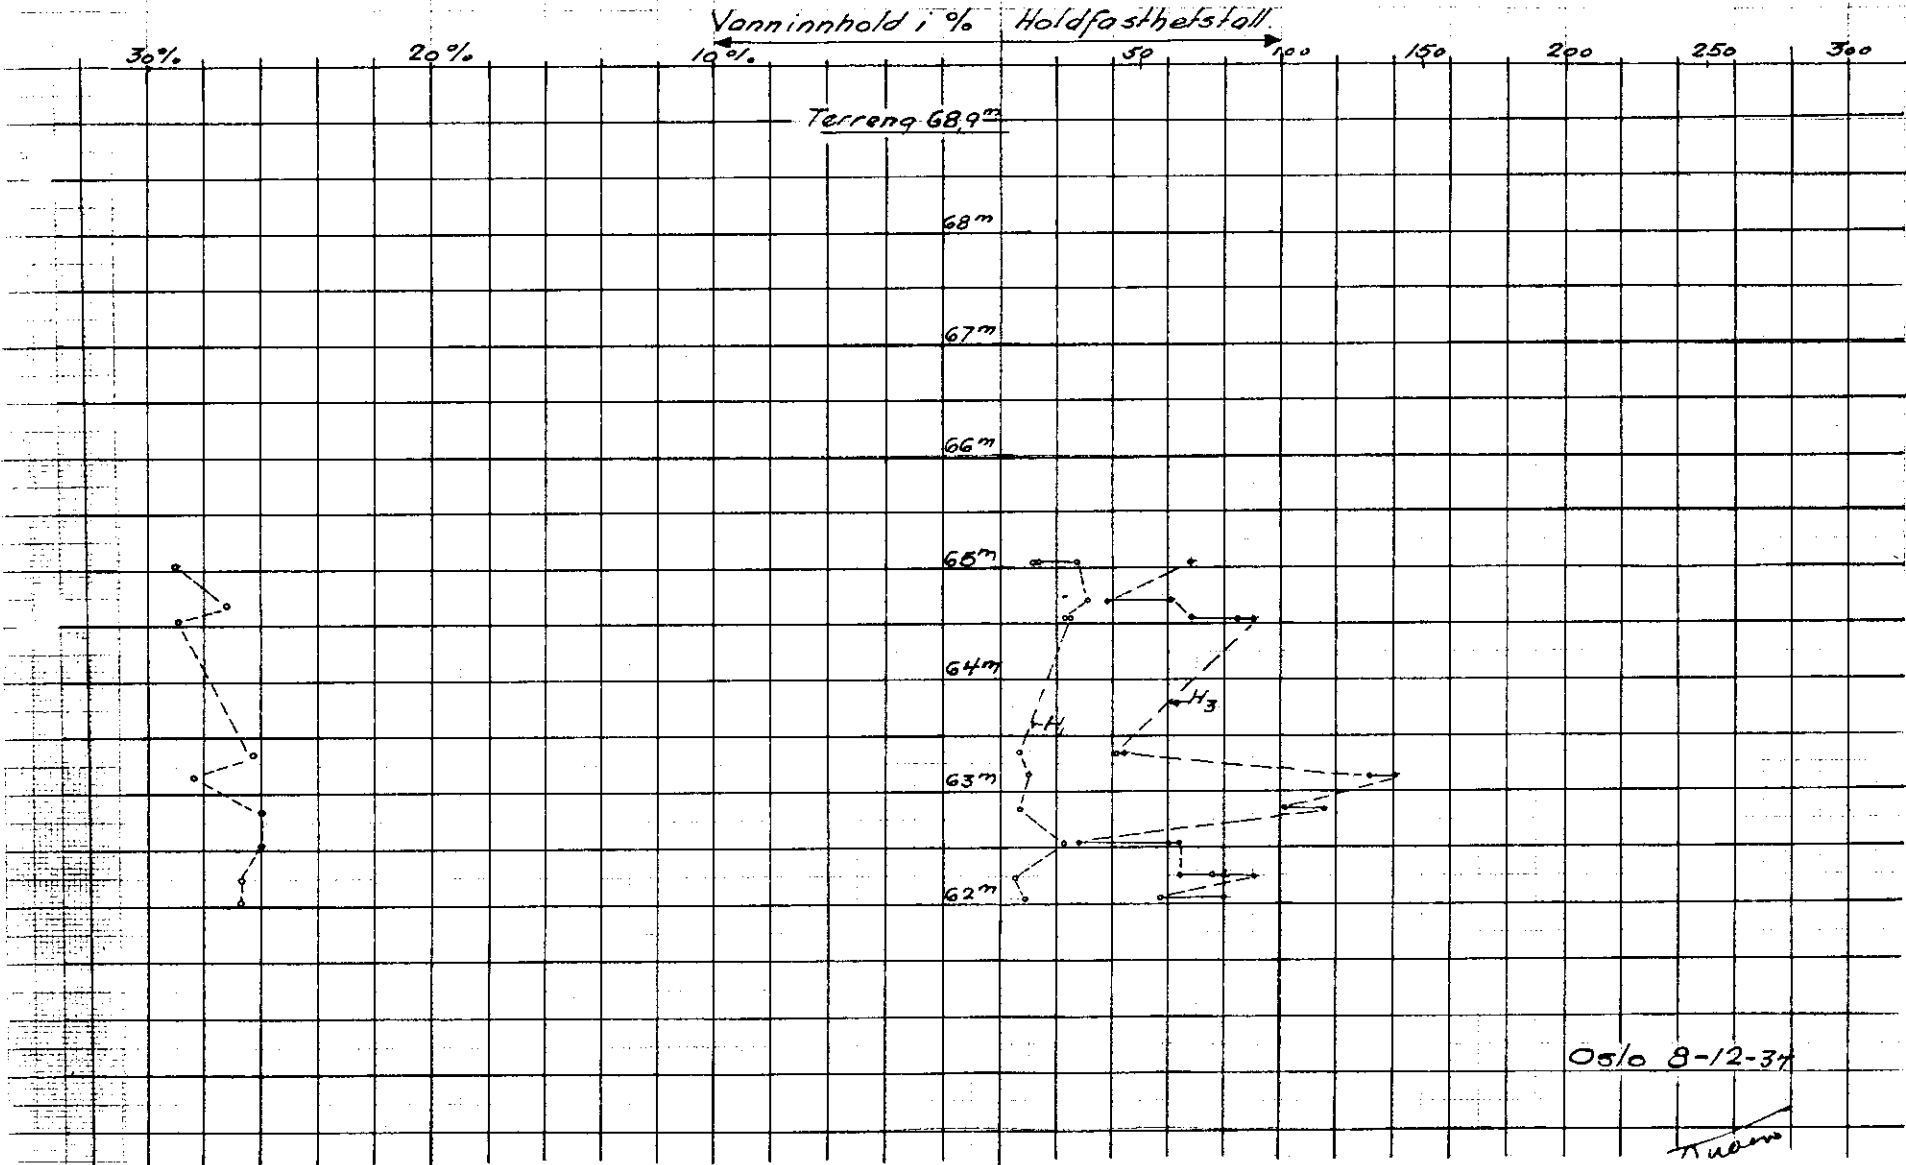 Vanninnhold i % Holdfasthetstall.
30% 20% 10% 50 100 150 200 250 300
Terreng 68,9m
68m
67m
66m
65m
64m
H3
H1
63m
62m
Oslo 8-12-37